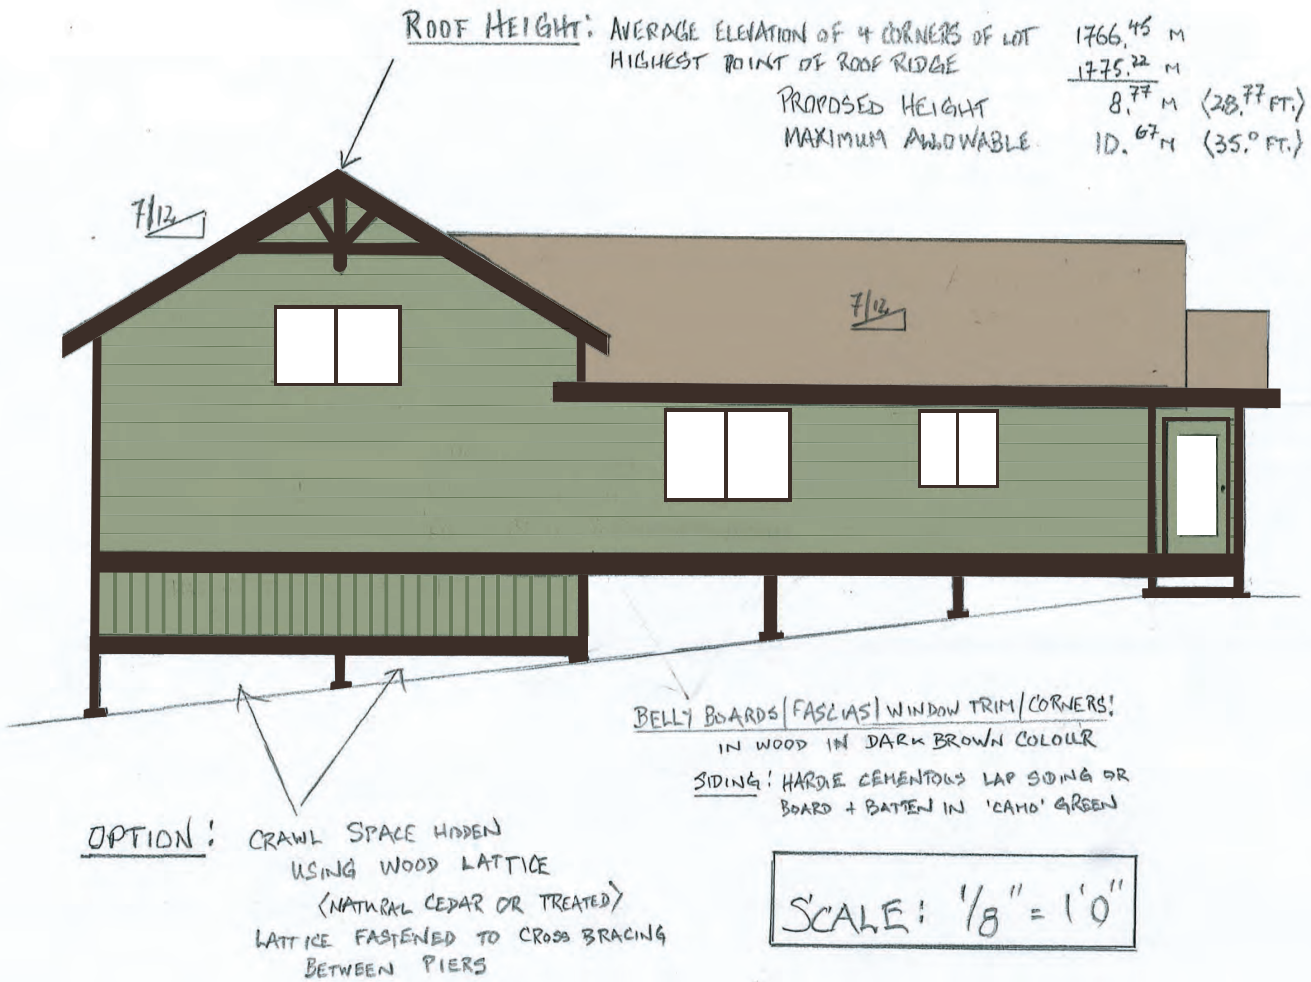 ROOF HEIGHT: AVERAGE ELEVATION OF 4 CORNERS OF LOT 1766.45 M
HIGHEST POINT OF ROOF RIDGE 1775.22 M
PROPOSED HEIGHT 8.77 M (28.77 FT.)
MAXIMUM ALLOWABLE 10.67 M (35.0 FT.)
7/12
7/12
BELLY BOARDS/FASCIAS/WINDOW TRIM/CORNERS:
IN WOOD IN DARK BROWN COLOUR
SIDING: HARDIE CEMENTOUS LAP SIDING OR
BOARD + BATTEN IN 'CAMO' GREEN
OPTION: CRAWL SPACE HIDDEN
USING WOOD LATTICE
(NATURAL CEDAR OR TREATED)
LATTICE FASTENED TO CROSS BRACING
BETWEEN PIERS
SCALE: 1/8" = 1'0"